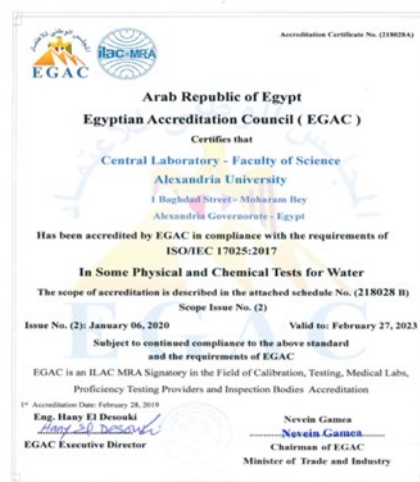 Accreditation Certificate No. (218028A)
ilac-MRA
EGAC
Arab Republic of Egypt
Egyptian Accreditation Council ( EGAC )
Certifies that
Central Laboratory - Faculty of Science
Alexandria University
1 Baghdad Street - Moharam Bey
Alexandria Governorate - Egypt
Has been accredited by EGAC in compliance with the requirements of
ISO/IEC 17025:2017
In Some Physical and Chemical Tests for Water
The scope of accreditation is described in the attached schedule No. (218028 B)
Scope Issue No. (2)
Issue No. (2): January 06, 2020 Valid to: February 27, 2023
Subject to continued compliance to the above standard
and the requirements of EGAC
EGAC is an ILAC MRA Signatory in the Field of Calibration, Testing, Medical Labs,
Proficiency Testing Providers and Inspection Bodies Accreditation
1st Accreditation Date: February 28, 2019
Eng. Hany El Desouki
Hany El Desouki
EGAC Executive Director
Nevein Gamea
Nevein Gamea
Chairman of EGAC
Minister of Trade and Industry
EGAC